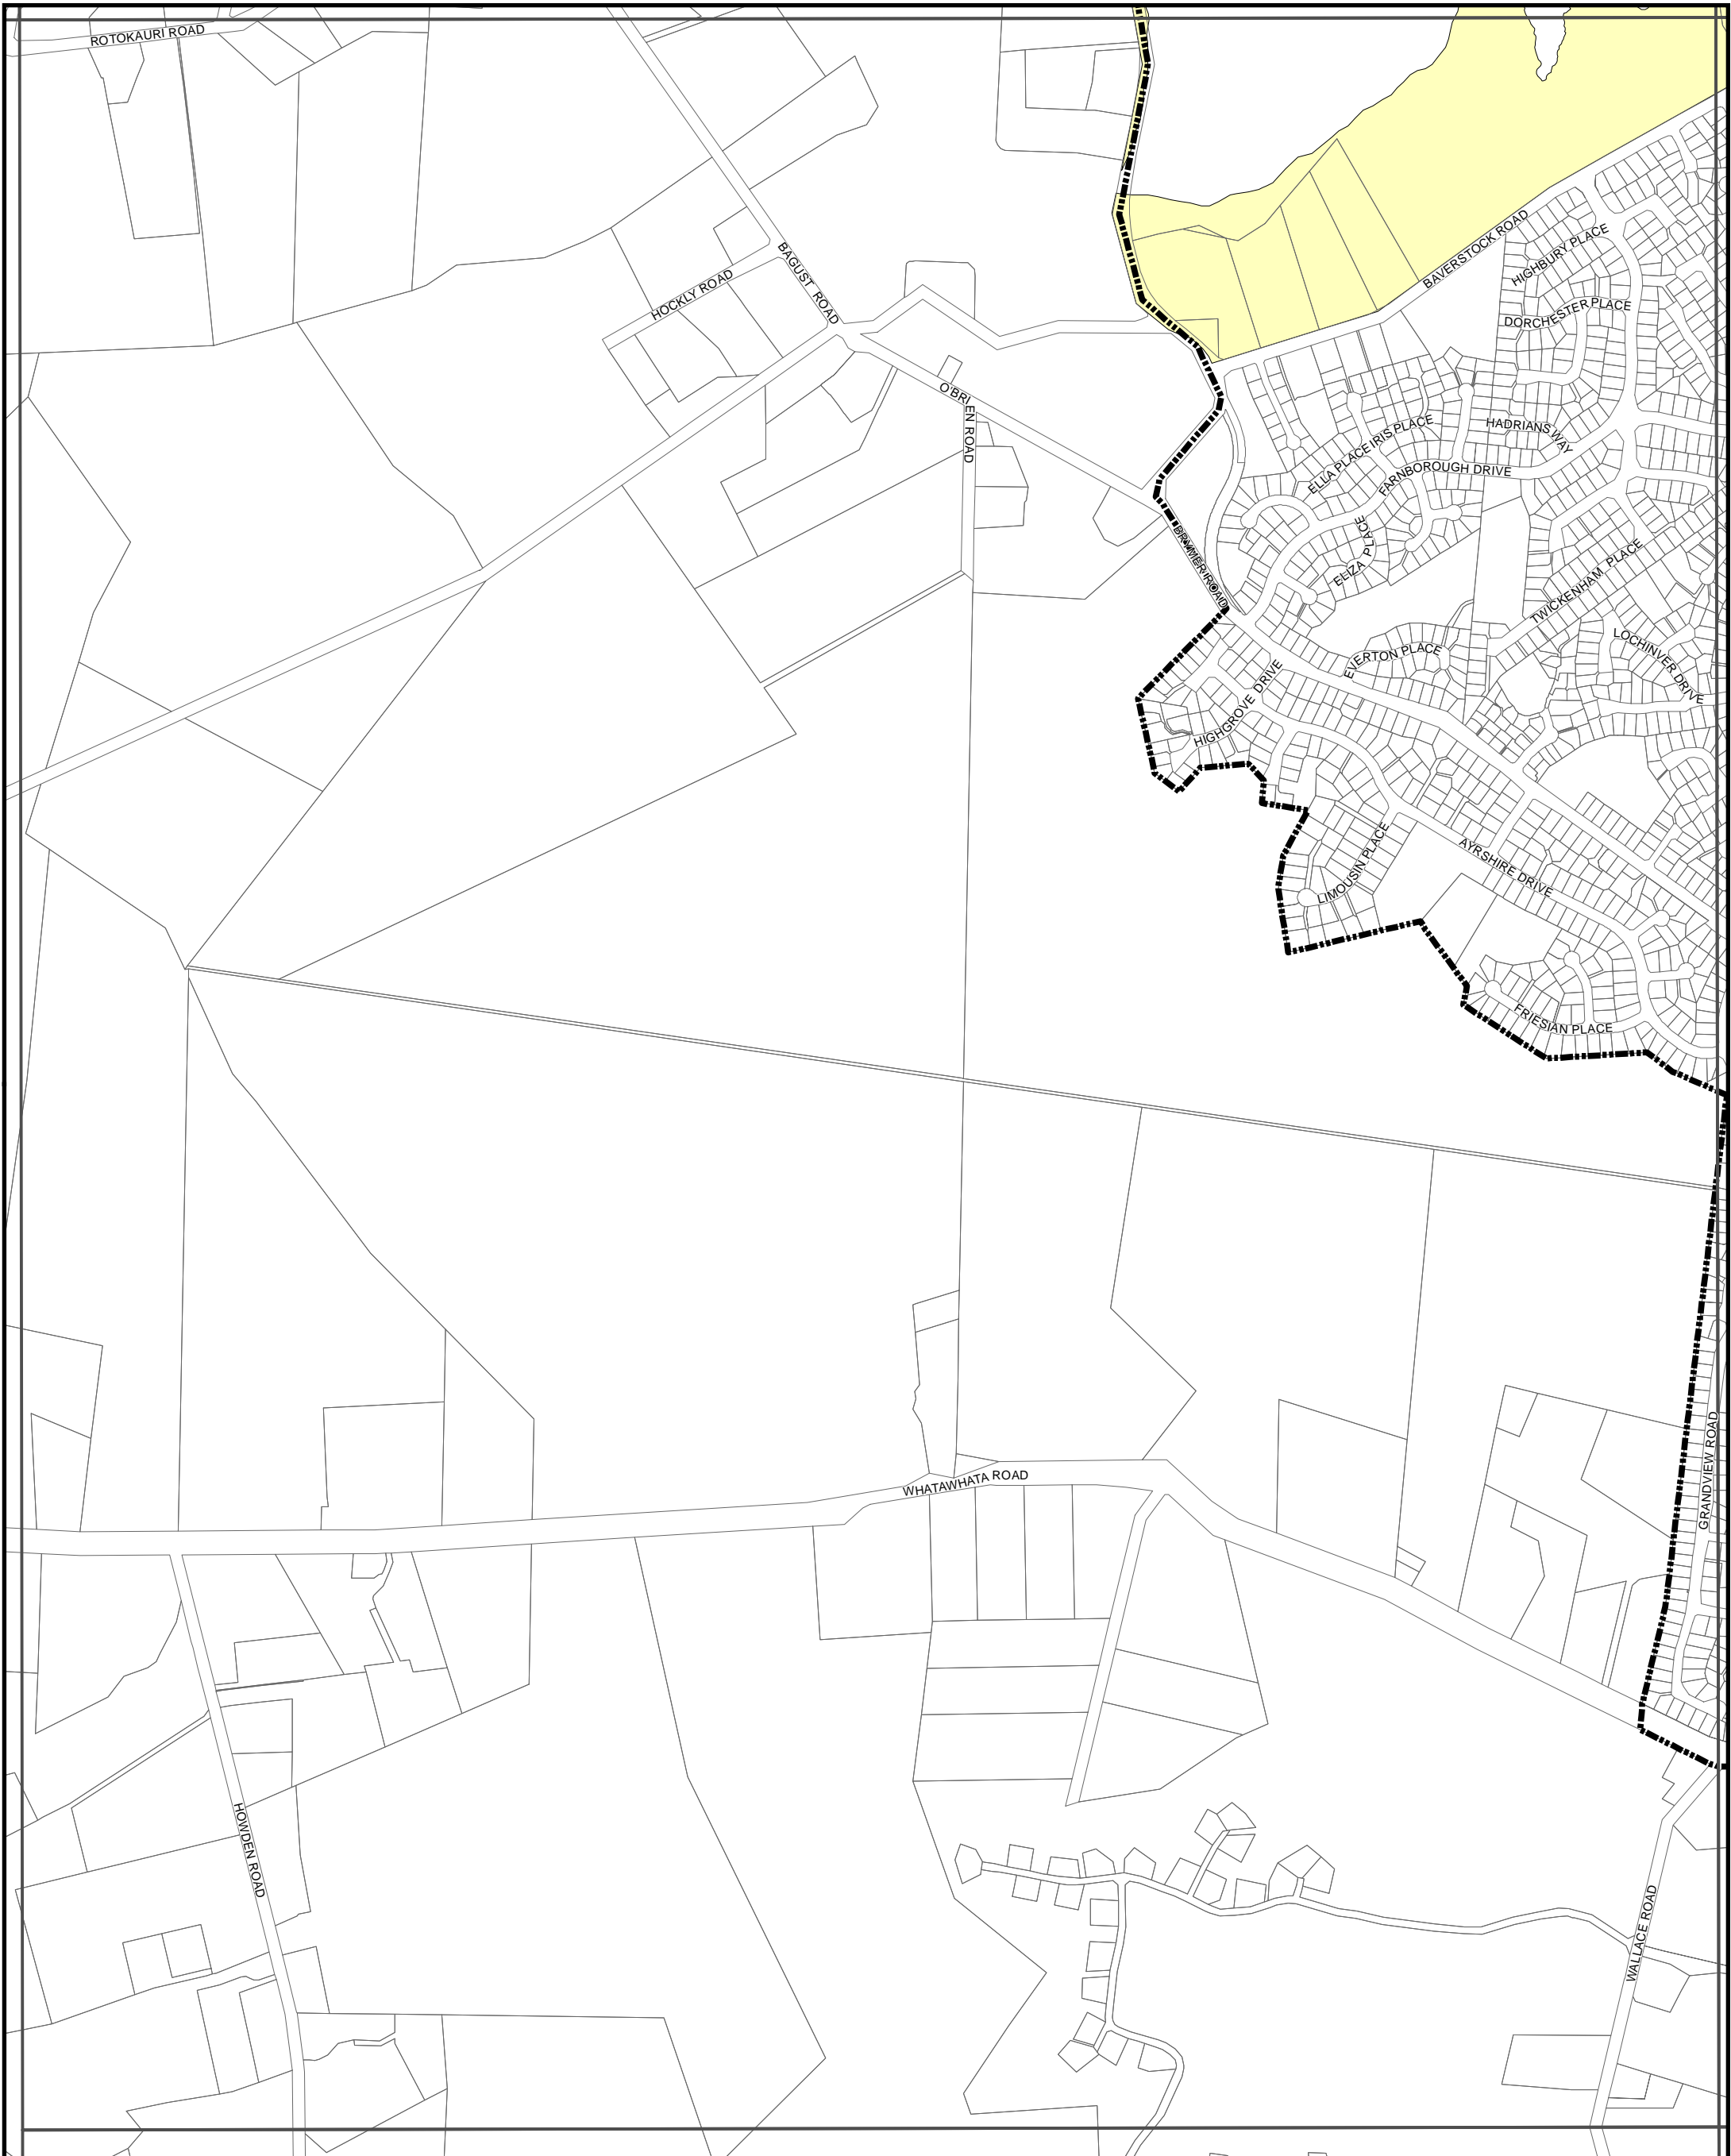 ROTOKAURI ROAD
BAGUST ROAD
HOCKLY ROAD
BAVERSTOCK ROAD
HIGHBURY PLACE
DORCHESTER PLACE
O'BRIEN ROAD
HADRIANS WAY
ELLA PLACE
IRIS PLACE
FARNBOROUGH DRIVE
ELIZA PLACE
BRYMER ROAD
TWICKENHAM PLACE
LOCHINVER DRIVE
EVERTON PLACE
HIGHGROVE DRIVE
LIMOUSIN PLACE
AYRSHIRE DRIVE
FRIESIAN PLACE
GRANDVIEW ROAD
WHATAWHATA ROAD
HOWDEN ROAD
WALLACE ROAD